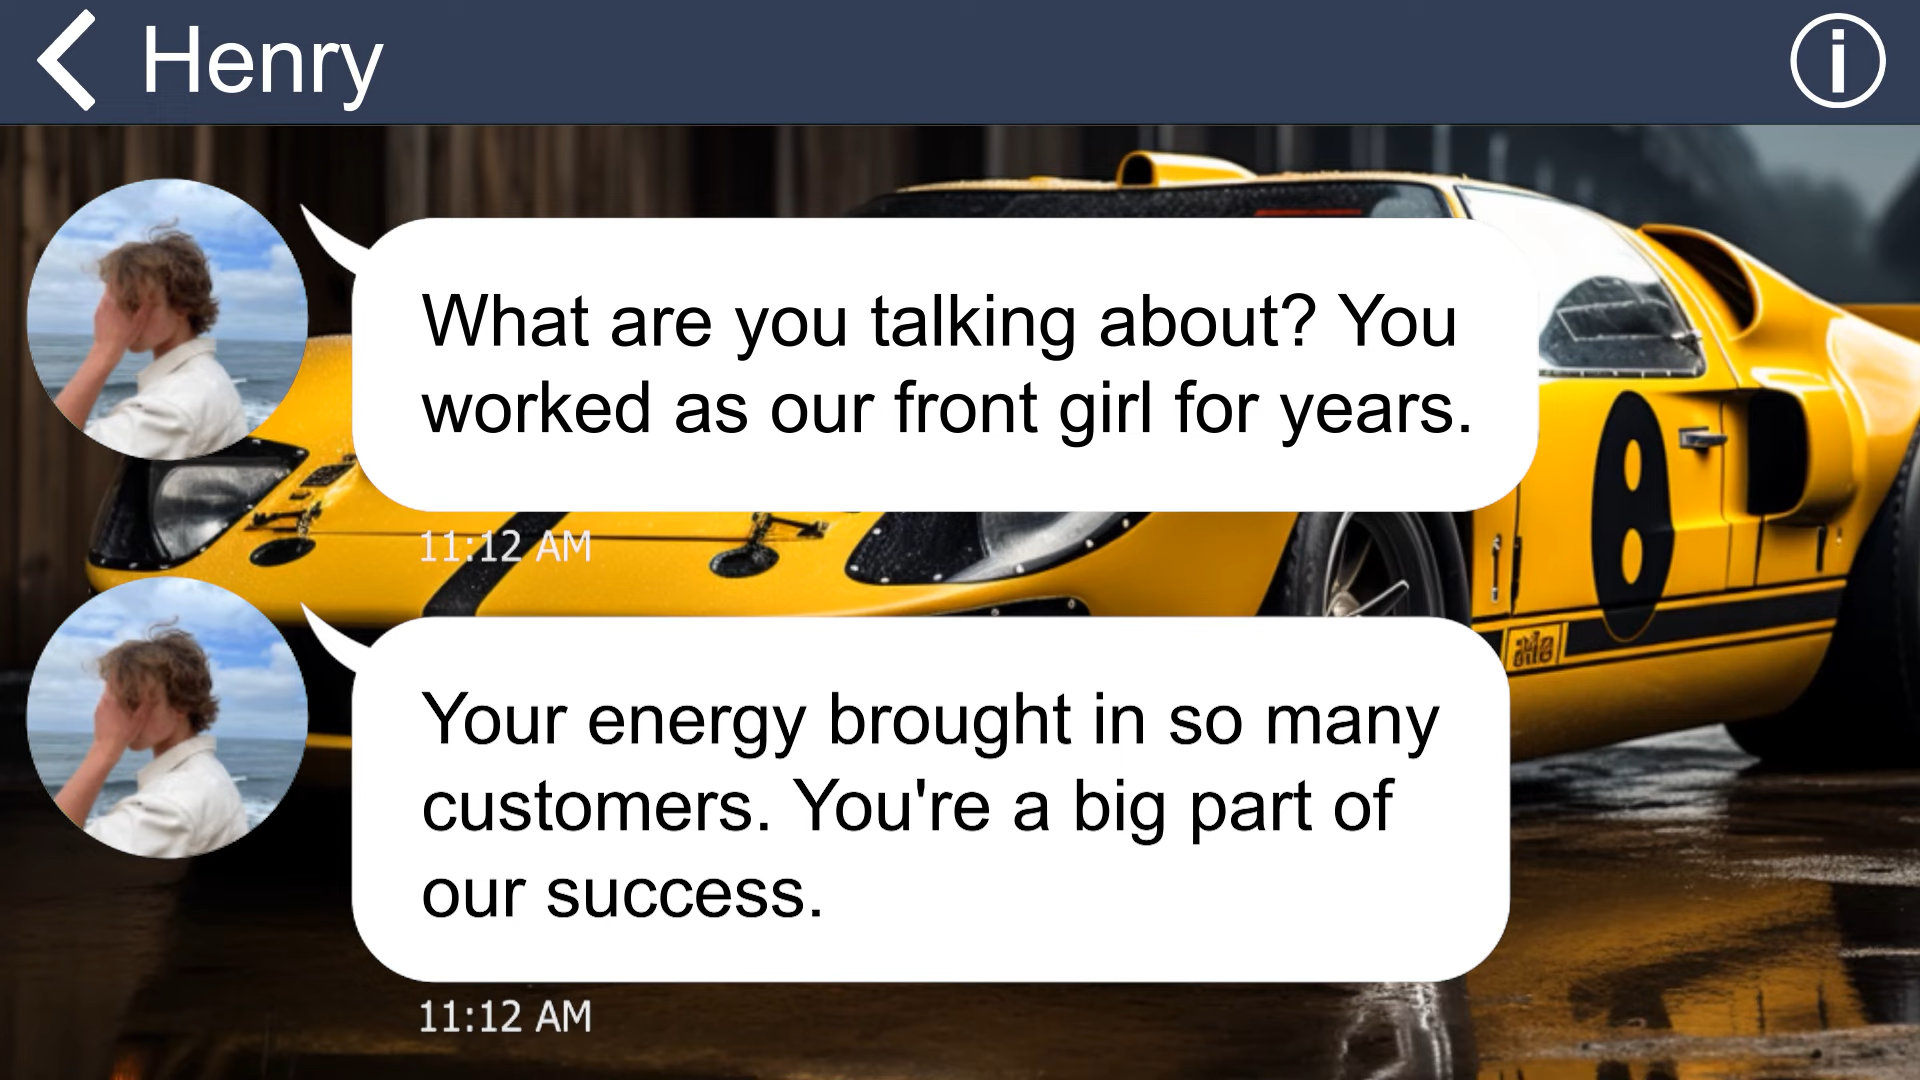 Henry
What are you talking about? You
worked as our front girl for years.
11:12 AM
8
Your energy brought in so many
customers. You're a big part of
our success.
11:12 AM